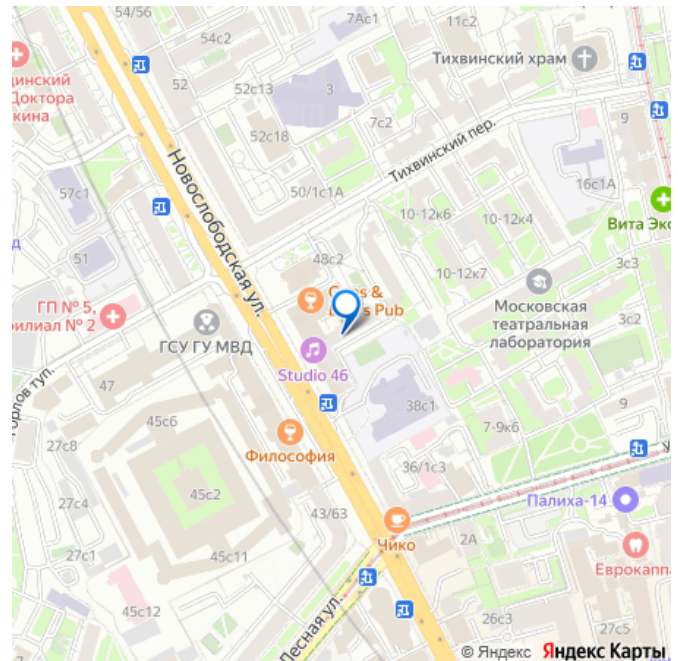 54/56
54с2
7Ас1
11с2
Тихвинский храм
динский
Доктора
кина
52
52с13
3
52с18
7с2
9
Тихвинский пер.
57с1
50/1с1А
16с1А
Новослободская ул.
10-12к6
10-12к4
Вита Экс
51
48с2
10-12к7
3с3
ГП № 5,
филиал № 2
ГСУ ГУ МВД
s Pub
Московская
театральная
лаборатория
3с2
Studio 46
47
45с6
38с1
9
27с8
Философия
7-9к6
36/1с3
27с4
45с2
43/63
Палиха-14
Чико
2А
27с1
45с11
Еврокапп
45с12
Лесная ул.
26с3
27с5
© Яндекс Яндекс Карты